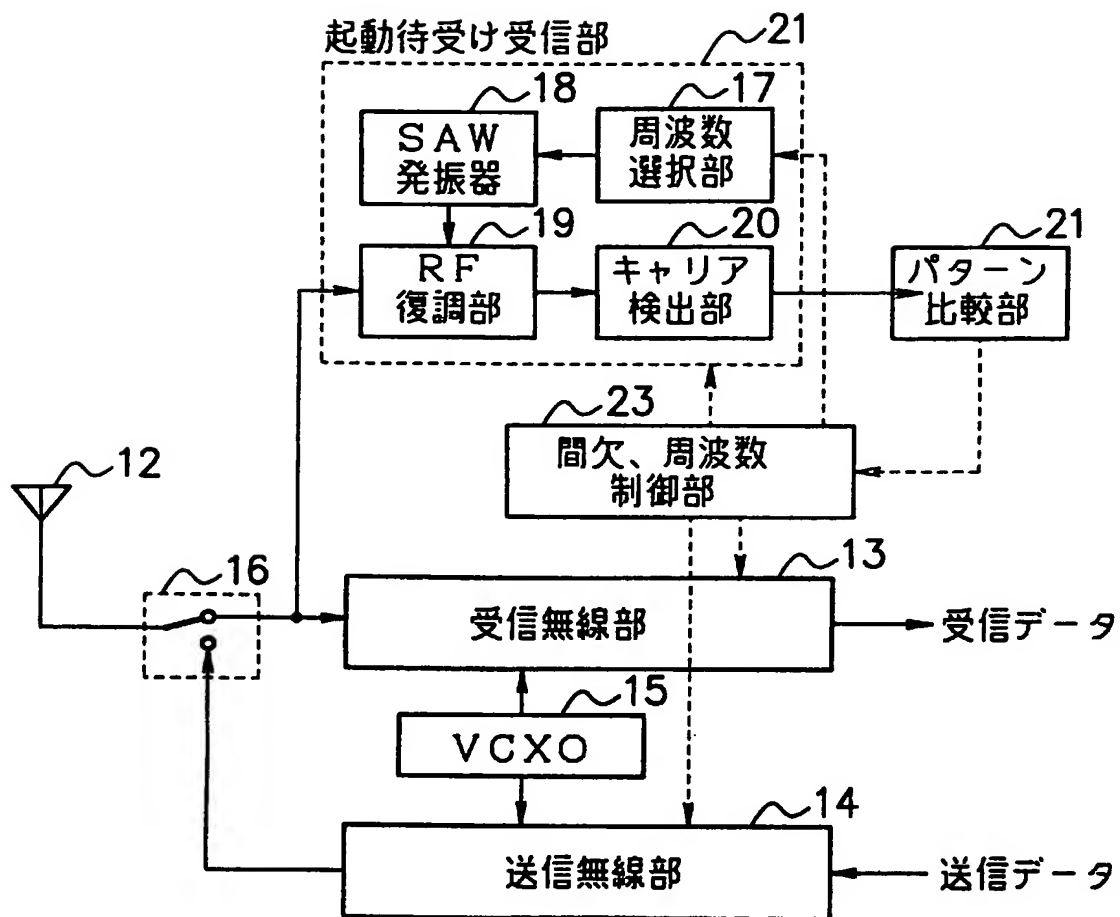 起動待受け受信部
21
18
SAW
発振器
17
周波数
選択部
19
RF
復調部
20
キャリア
検出部
21
パターン
比較部
23
間欠、周波数
制御部
12
16
13
受信無線部
受信データ
15
VCXO
14
送信無線部
送信データ